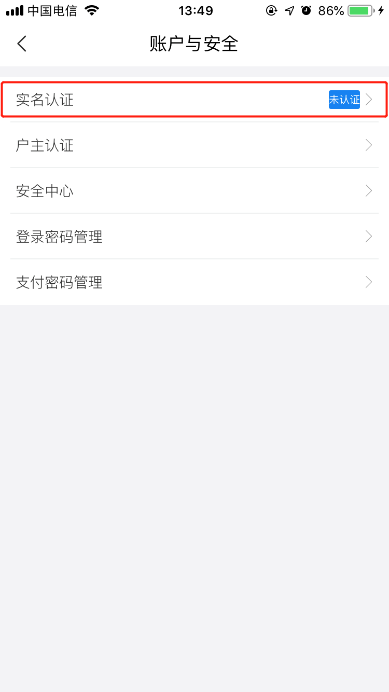 中国电信 13:49 86%
账户与安全
实名认证 未认证
户主认证
安全中心
登录密码管理
支付密码管理